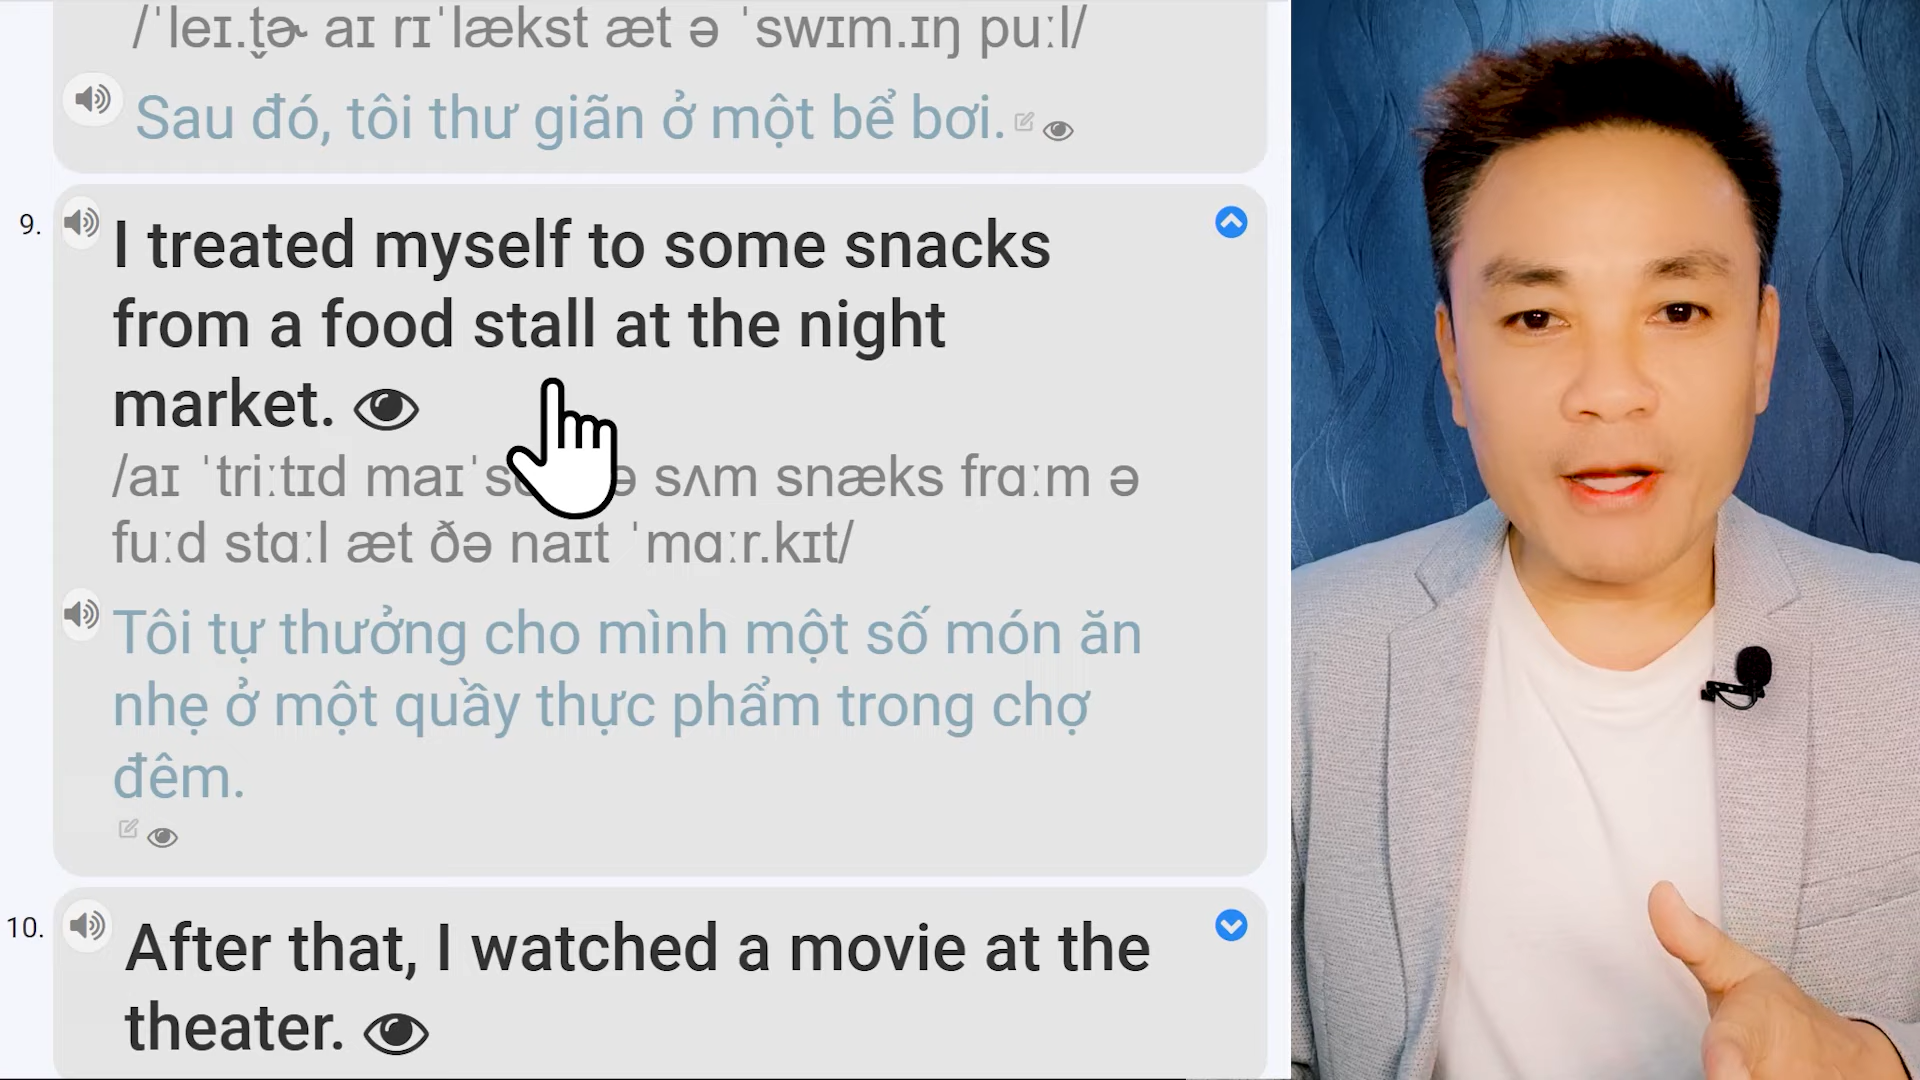 /ˈleɪ.t̬ɚ aɪ rɪˈlækst æt ə ˈswɪm.ɪŋ puːl/
Sau đó, tôi thư giãn ở một bể bơi.
9.
I treated myself to some snacks
from a food stall at the night
market.
/aɪ ˈtriːtɪd maɪˈs ə sʌm snæks frɑːm ə
fuːd stɑːl æt ðə naɪt ˈmɑːr.kɪt/
Tôi tự thưởng cho mình một số món ăn
nhẹ ở một quầy thực phẩm trong chợ
đêm.
10.
After that, I watched a movie at the
theater.